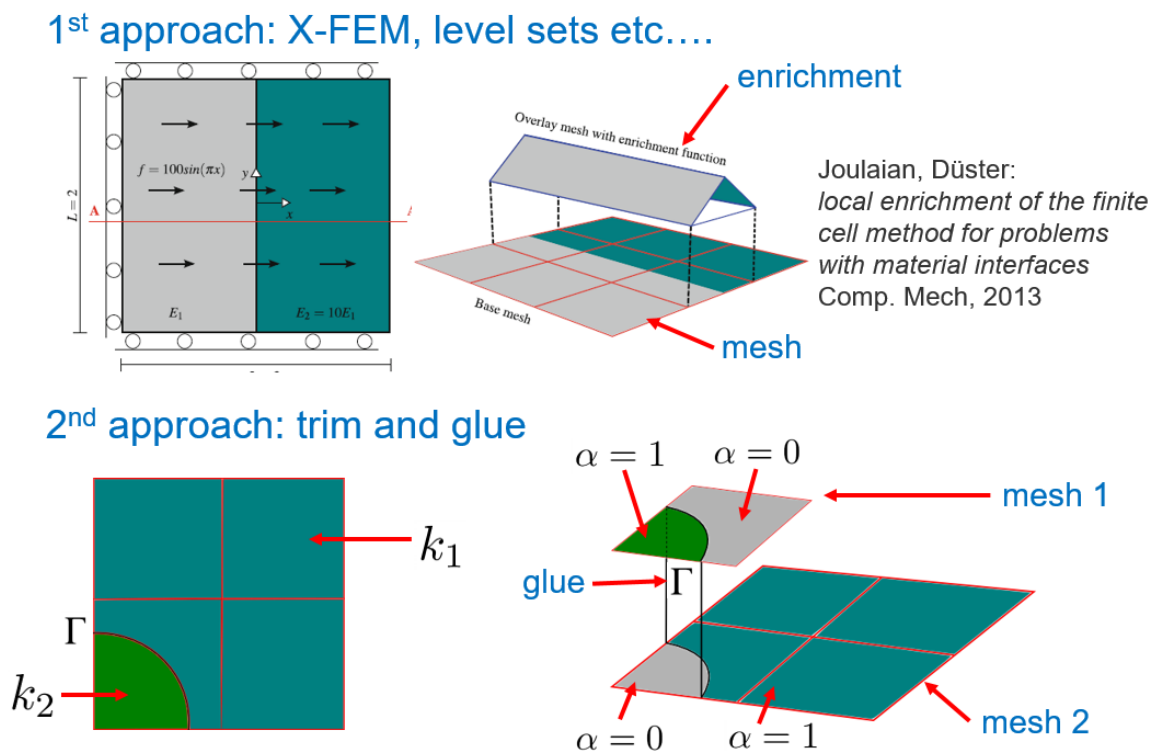 1st approach: X-FEM, level sets etc....
enrichment
Overlay mesh with enrichment function
f = 100sin(πx)
y
x
L = 2
A
E₁
E₂ = 10E₁
Base mesh
mesh
Joulaian, Düster:
local enrichment of the finite
cell method for problems
with material interfaces
Comp. Mech, 2013
2nd approach: trim and glue
k₁
Γ
k₂
α = 1
α = 0
mesh 1
glue
Γ
mesh 2
α = 0
α = 1